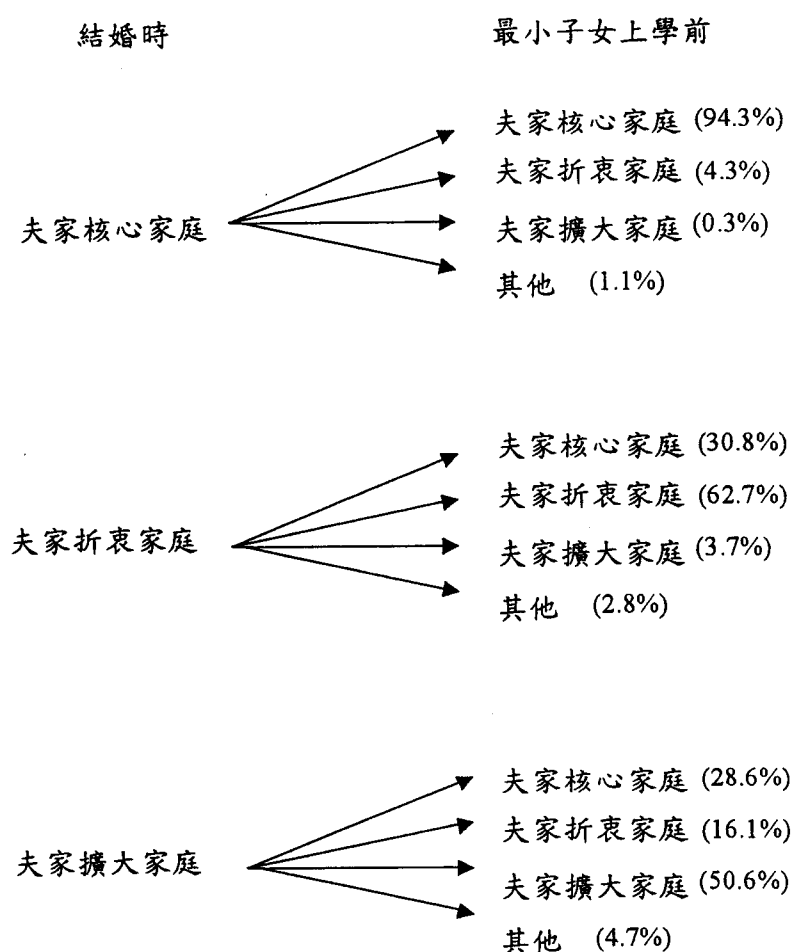 結婚時 最小子女上學前
夫家核心家庭 (94.3%)
夫家折衷家庭 (4.3%)
夫家核心家庭
夫家擴大家庭 (0.3%)
其他 (1.1%)
夫家核心家庭 (30.8%)
夫家折衷家庭 (62.7%)
夫家折衷家庭
夫家擴大家庭 (3.7%)
其他 (2.8%)
夫家核心家庭 (28.6%)
夫家折衷家庭 (16.1%)
夫家擴大家庭
夫家擴大家庭 (50.6%)
其他 (4.7%)